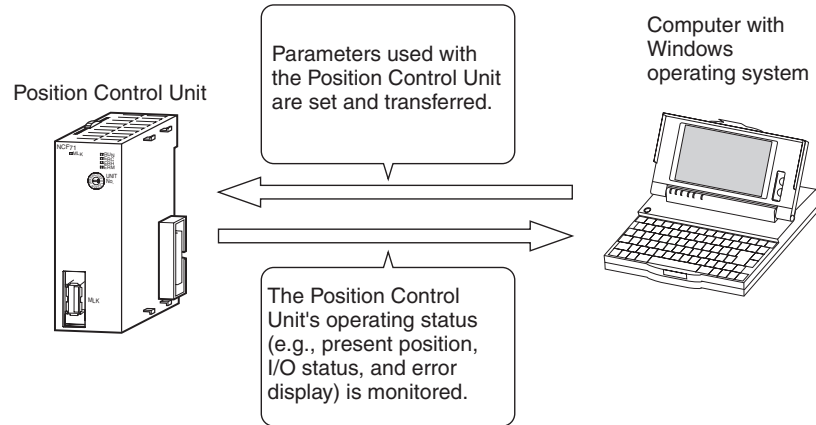 Parameters used with
the Position Control Unit
are set and transferred.
Computer with
Windows
operating system
Position Control Unit
NCF71
MLK
UNIT
No.
MLK
The Position Control
Unit's operating status
(e.g., present position,
I/O status, and error
display) is monitored.